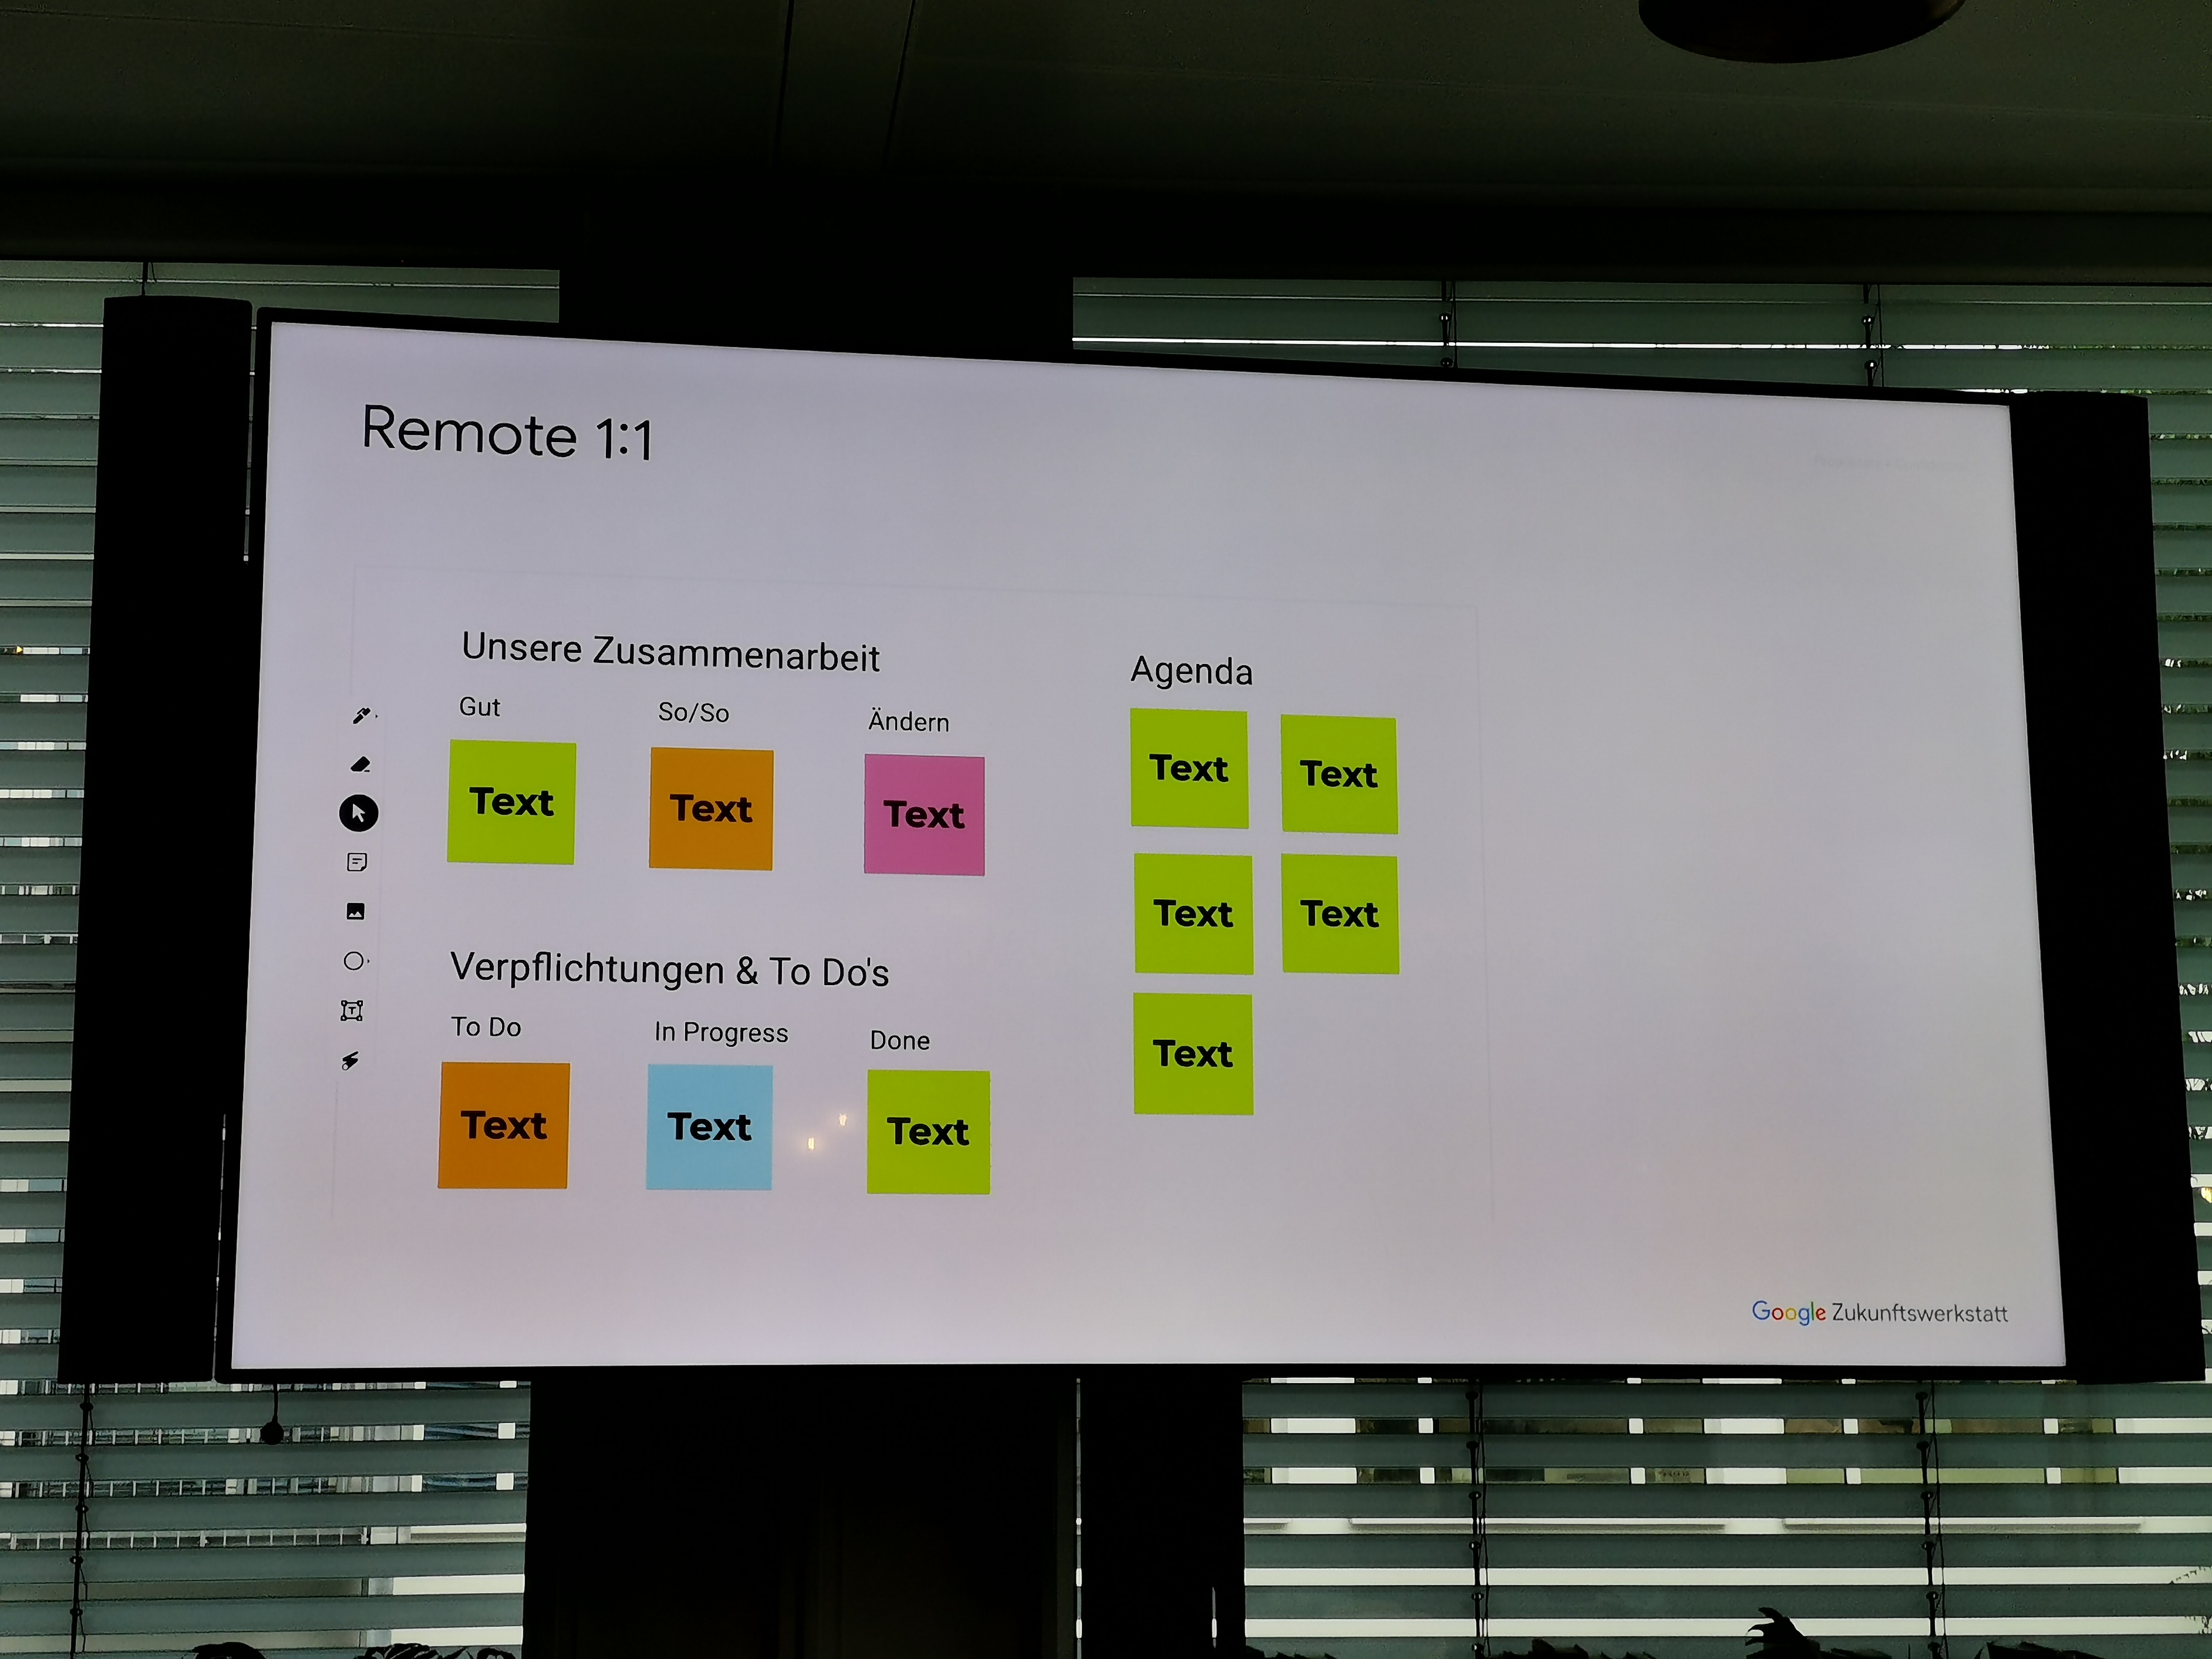 Remote 1:1
Unsere Zusammenarbeit
Gut So/So Ändern
Text Text Text
Verpflichtungen & To Do's
To Do In Progress Done
Text Text Text
Agenda
Text Text
Text Text
Text
Google Zukunftswerkstatt